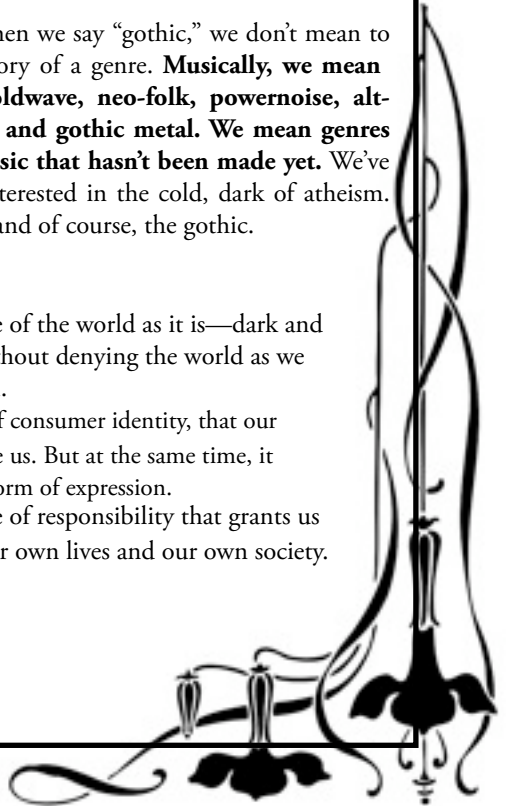 hen we say “gothic,” we don’t mean to
ory of a genre. Musically, we mean
oldwave, neo-folk, powernoise, alt-
and gothic metal. We mean genres
sic that hasn’t been made yet. We’ve
terested in the cold, dark of atheism.
and of course, the gothic.
e of the world as it is—dark and
hout denying the world as we
.
f consumer identity, that our
e us. But at the same time, it
orm of expression.
e of responsibility that grants us
r own lives and our own society.